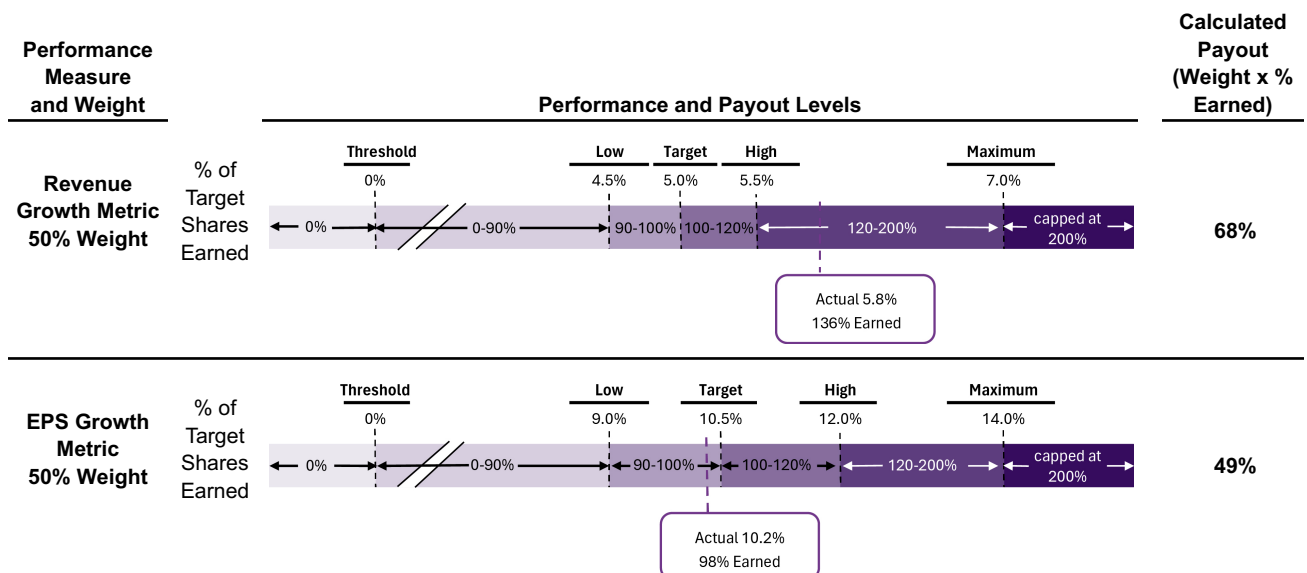 Performance
Measure
and Weight
Performance and Payout Levels
Calculated
Payout
(Weight x %
Earned)
Revenue
Growth Metric
50% Weight
% of
Target
Shares
Earned
Threshold
0%
Low
4.5%
Target
5.0%
High
5.5%
Maximum
7.0%
0%
0-90%
90-100%
100-120%
120-200%
capped at
200%
Actual 5.8%
136% Earned
68%
EPS Growth
Metric
50% Weight
% of
Target
Shares
Earned
Threshold
0%
Low
9.0%
Target
10.5%
High
12.0%
Maximum
14.0%
0%
0-90%
90-100%
100-120%
120-200%
capped at
200%
Actual 10.2%
98% Earned
49%